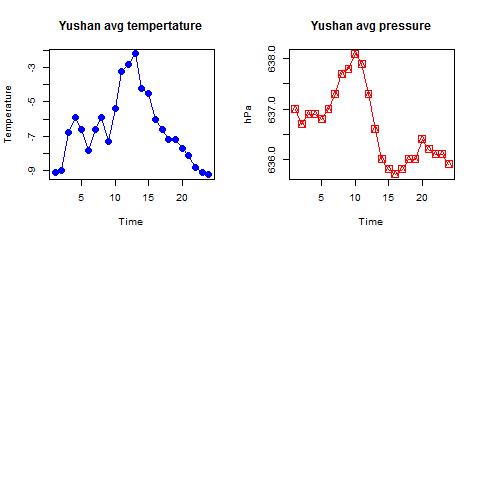 Yushan avg tempertature
Temperature
-3
-5
-7
-9
5 10 15 20
Time
Yushan avg pressure
hPa
638.0
637.0
636.0
5 10 15 20
Time